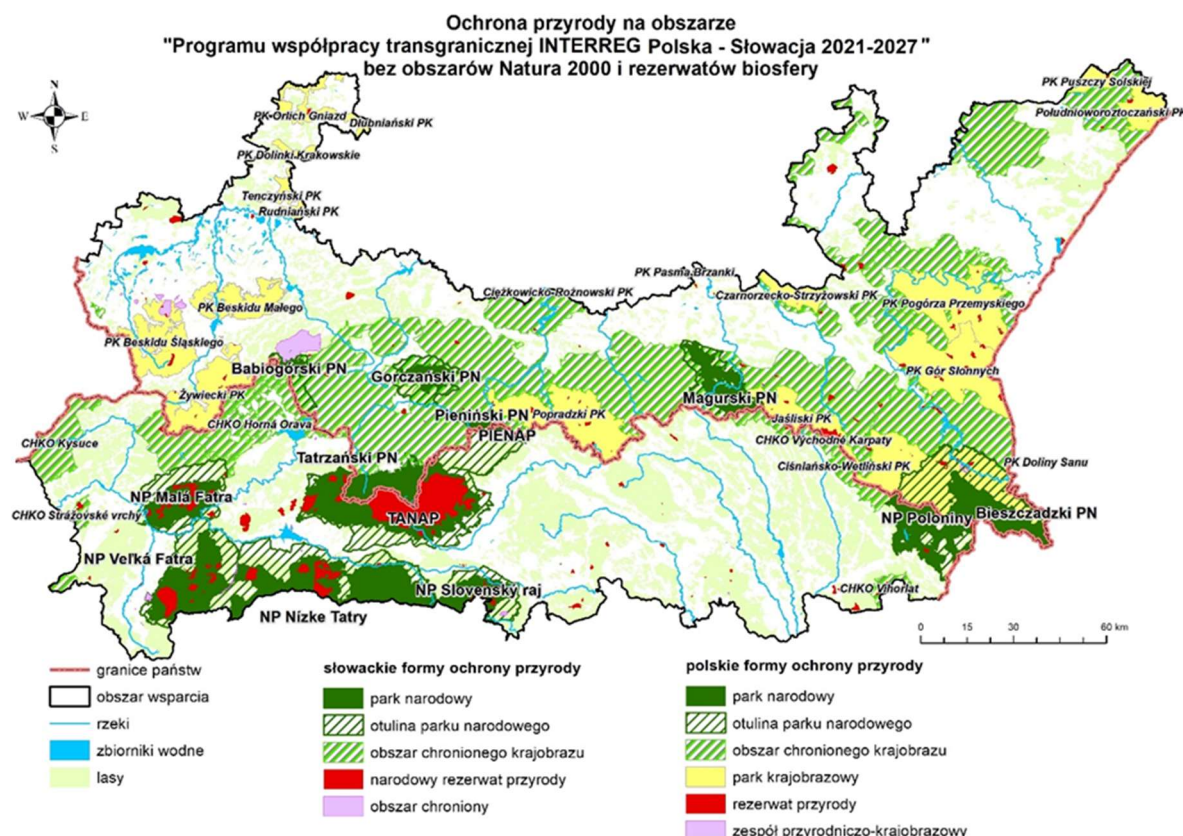 Ochrona przyrody na obszarze
"Programu współpracy transgranicznej INTERREG Polska - Słowacja 2021-2027"
bez obszarów Natura 2000 i rezerwatów biosfery
N
W E
S
PK Puszczy Solskiej
Południoworoztoczański PK
PK Orlich Gniazd
Dłubniański PK
PK Dolinki Krakowskie
Tenczyński PK
Rudniański PK
PK Pasma Brzanki
Ciężkowicko-Rożnowski PK
Czarnorzecko-Strzyżowski PK
PK Pogórza Przemyskiego
PK Beskidu Małego
PK Beskidu Śląskiego
Babiogórski PN
Gorczański PN
PK Gór Słonnych
Żywiecki PK
Magurski PN
Pieniński PN
Popradzki PK
Jaśliski PK
CHKO Horná Orava
PIENAP
CHKO Kysuce
CHKO Východné Karpaty
Tatrzański PN
Ciśniańsko-Wetliński PK
PK Doliny Sanu
NP Malá Fatra
CHKO Strážovské vrchy
TANAP
NP Poloniny
Bieszczadzki PN
NP Veľká Fatra
NP Slovenský raj
CHKO Vihorlat
NP Nízke Tatry
0 15 30 60 km
granice państw
obszar wsparcia
rzeki
zbiorniki wodne
lasy
słowackie formy ochrony przyrody
park narodowy
otulina parku narodowego
obszar chronionego krajobrazu
narodowy rezerwat przyrody
obszar chroniony
polskie formy ochrony przyrody
park narodowy
otulina parku narodowego
obszar chronionego krajobrazu
park krajobrazowy
rezerwat przyrody
zespół przyrodniczo-krajobrazowy